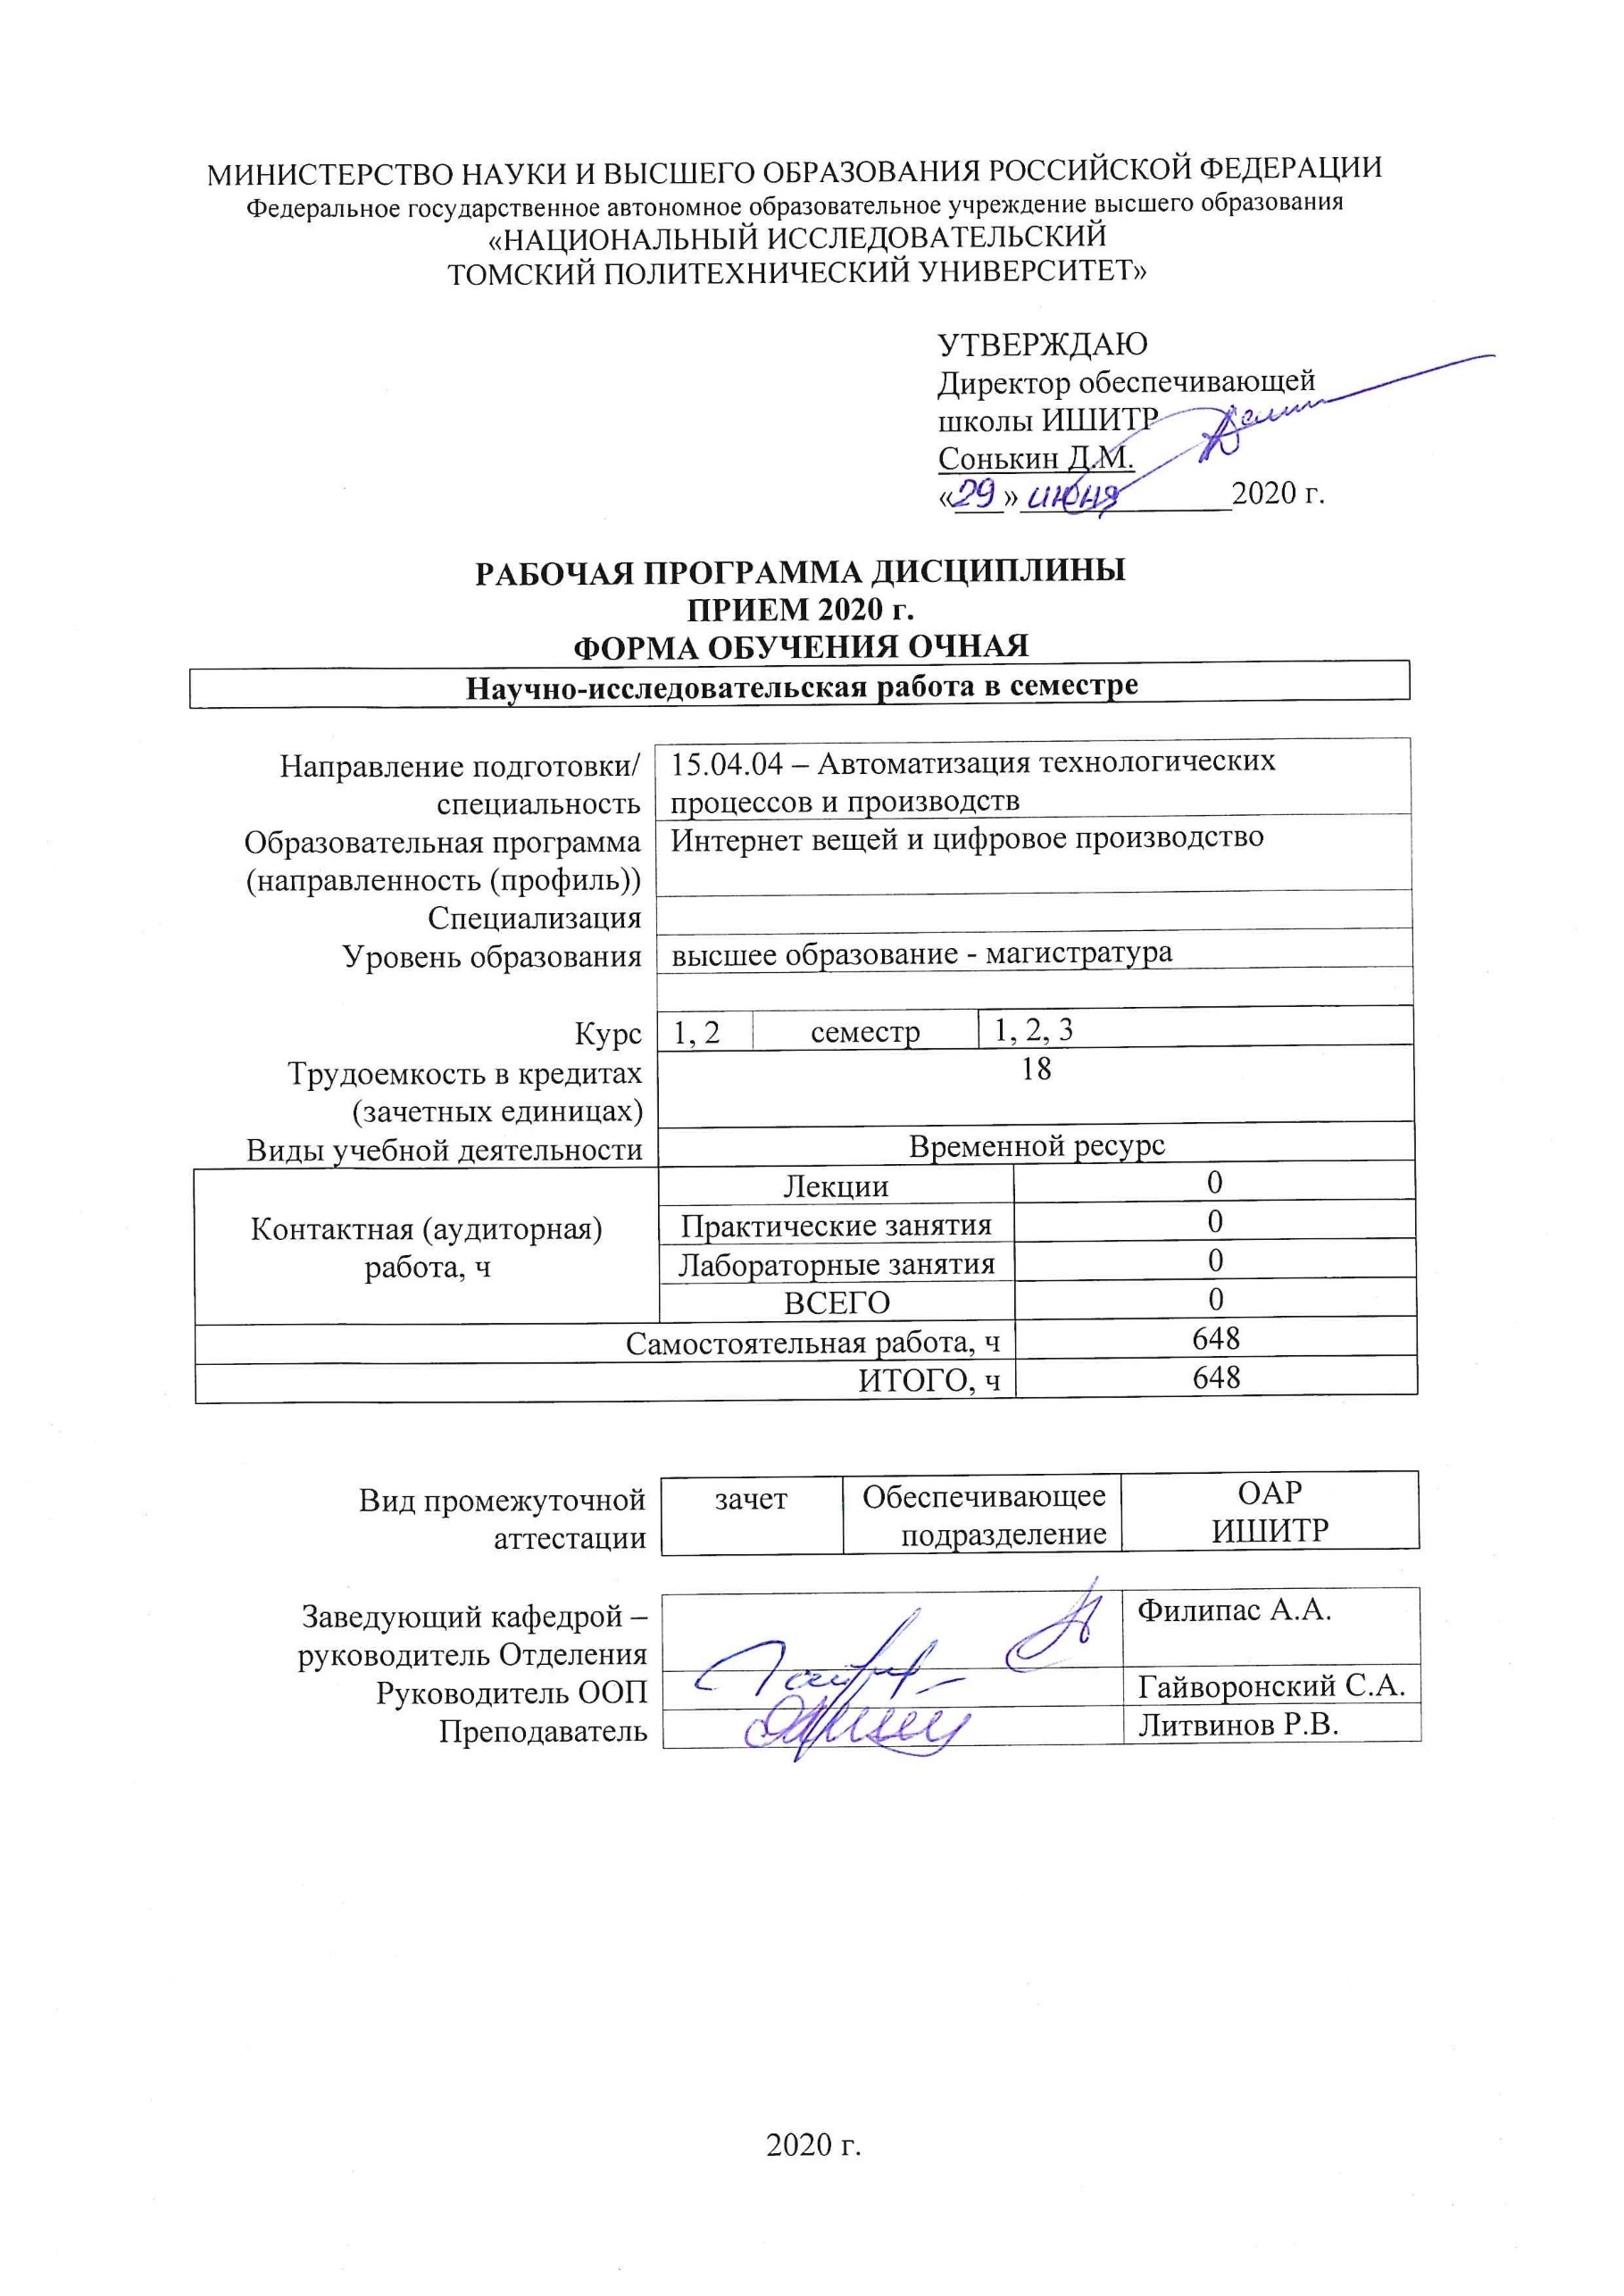 МИНИСТЕРСТВО НАУКИ И ВЫСШЕГО ОБРАЗОВАНИЯ РОССИЙСКОЙ ФЕДЕРАЦИИ
Федеральное государственное автономное образовательное учреждение высшего образования
«НАЦИОНАЛЬНЫЙ ИССЛЕДОВАТЕЛЬСКИЙ
ТОМСКИЙ ПОЛИТЕХНИЧЕСКИЙ УНИВЕРСИТЕТ»
УТВЕРЖДАЮ
Директор обеспечивающей
школы ИШИТР
Сонькин Д.М.
«29» июня 2020 г.
РАБОЧАЯ ПРОГРАММА ДИСЦИПЛИНЫ
ПРИЕМ 2020 г.
ФОРМА ОБУЧЕНИЯ ОЧНАЯ
Научно-исследовательская работа в семестре
Направление подготовки/ 15.04.04 – Автоматизация технологических
специальность процессов и производств
Образовательная программа Интернет вещей и цифровое производство
(направленность (профиль))
Специализация
Уровень образования высшее образование - магистратура
Курс 1, 2 семестр 1, 2, 3
Трудоемкость в кредитах 18
(зачетных единицах)
Виды учебной деятельности Временной ресурс
Контактная (аудиторная)
работа, ч
Лекции 0
Практические занятия 0
Лабораторные занятия 0
ВСЕГО 0
Самостоятельная работа, ч 648
ИТОГО, ч 648
Вид промежуточной зачет Обеспечивающее ОАР
аттестации подразделение ИШИТР
Заведующий кафедрой – Филипас А.А.
руководитель Отделения
Руководитель ООП Гайворонский С.А.
Преподаватель Литвинов Р.В.
2020 г.